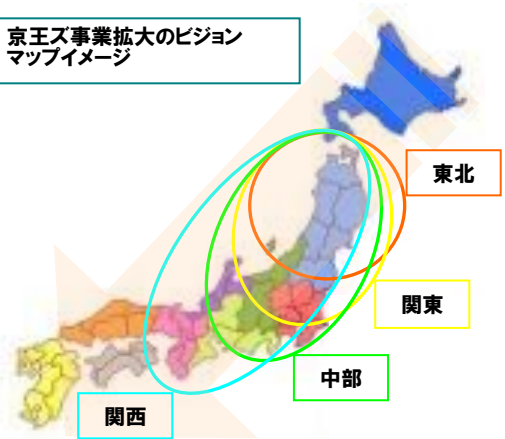 京王ズ事業拡大のビジョン
マップイメージ
東北
関東
中部
関西